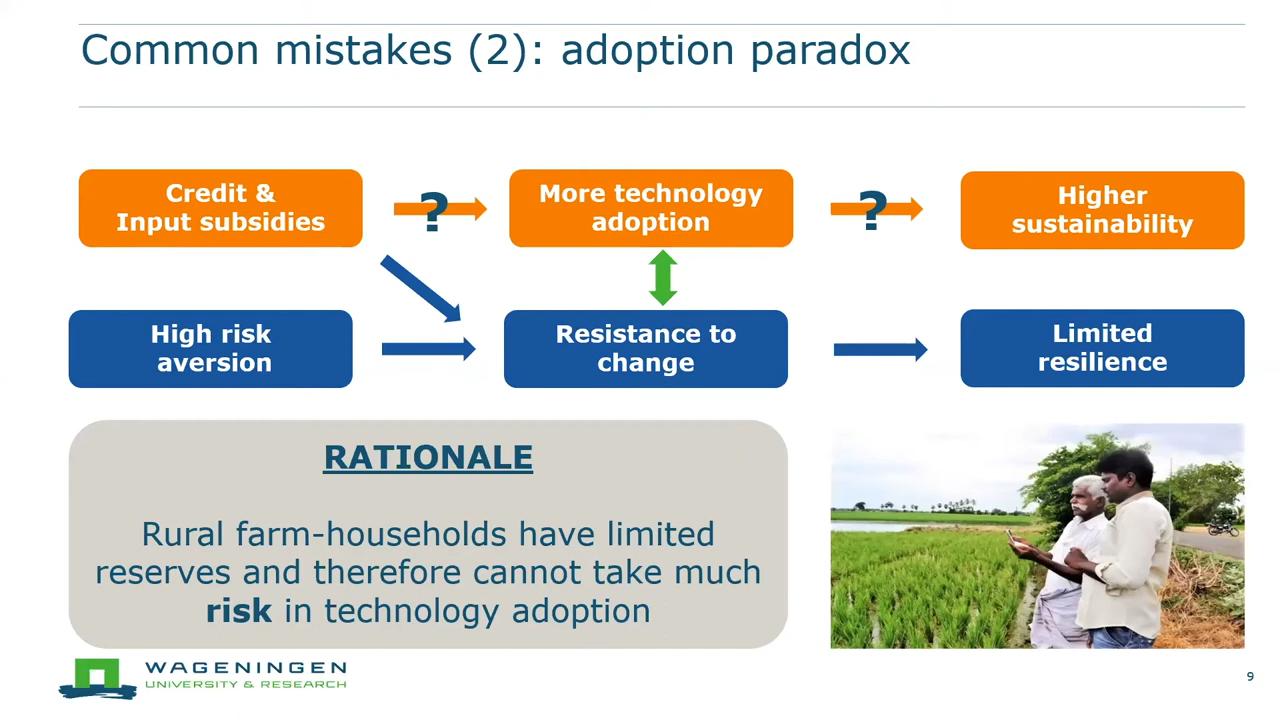 Common mistakes (2): adoption paradox
Credit &
Input subsidies
?
More technology
adoption
?
Higher
sustainability
High risk
aversion
Resistance to
change
Limited
resilience
RATIONALE
Rural farm-households have limited
reserves and therefore cannot take much
risk in technology adoption
WAGENINGEN
UNIVERSITY & RESEARCH
9